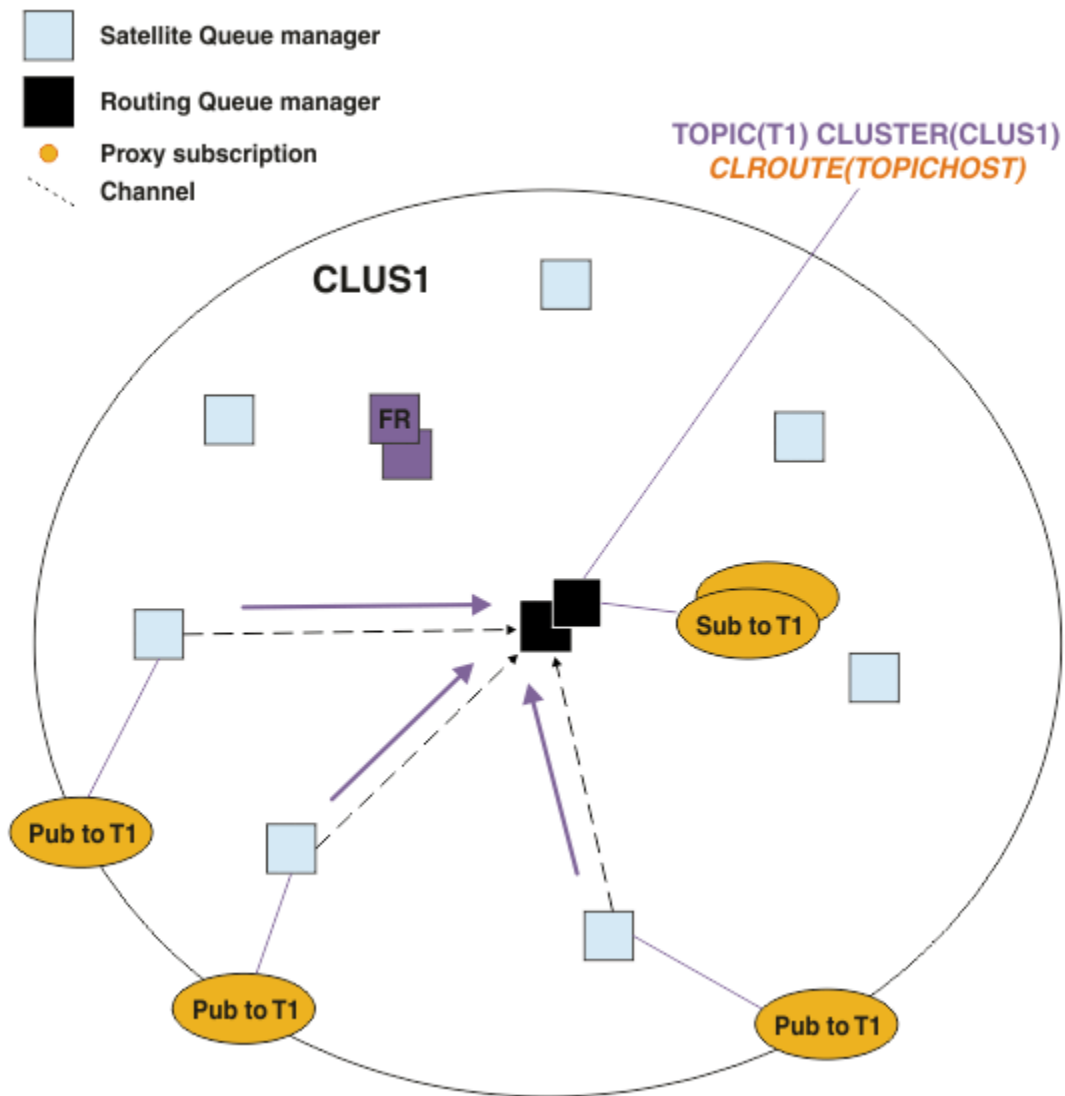 Satellite Queue manager
Routing Queue manager
Proxy subscription
Channel
TOPIC(T1) CLUSTER(CLUS1)
CLROUTE(TOPICHOST)
CLUS1
FR
Sub to T1
Pub to T1
Pub to T1
Pub to T1